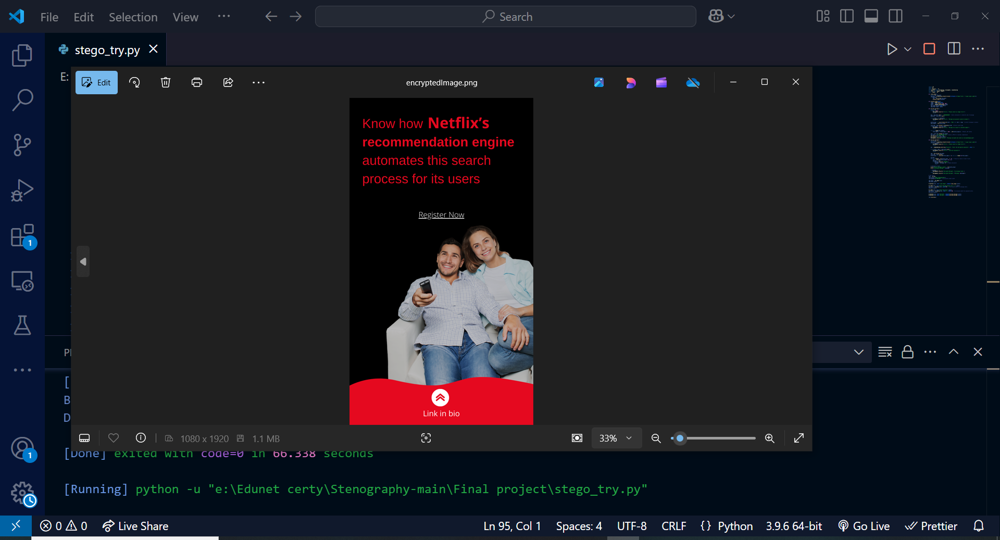 File Edit Selection View ... Search
stego_try.py
E:
Edit encryptedImage.png
Know how Netflix's
recommendation engine
automates this search
process for its users
Register Now
Link in bio
1
[
B
D
1080 x 1920 1.1 MB 33%
1
[Done] exited with code=0 in 66.338 seconds
[Running] python -u "e:\Edunet certy\Stenography-main\Final project\stego_try.py"
0 0 Live Share Ln 95, Col 1 Spaces: 4 UTF-8 CRLF {} Python 3.9.6 64-bit Go Live Prettier